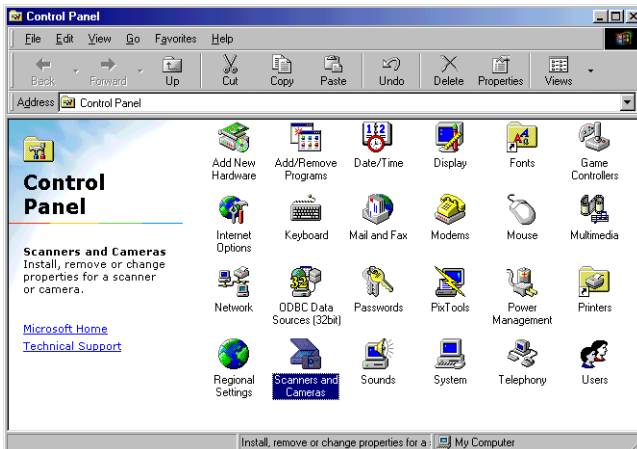 Control Panel
File Edit View Go Favorites Help
Back Forward Up Cut Copy Paste Undo Delete Properties Views
Address Control Panel
Control
Panel
Scanners and Cameras
Install, remove or change
properties for a scanner
or camera.
Microsoft Home
Technical Support
Add New
Hardware
Add/Remove
Programs
Date/Time
Display
Fonts
Game
Controllers
Internet
Options
Keyboard
Mail and Fax
Modems
Mouse
Multimedia
Network
ODBC Data
Sources (32bit)
Passwords
PixTools
Power
Management
Printers
Regional
Settings
Scanners and
Cameras
Sounds
System
Telephony
Users
Install, remove or change properties for a
My Computer